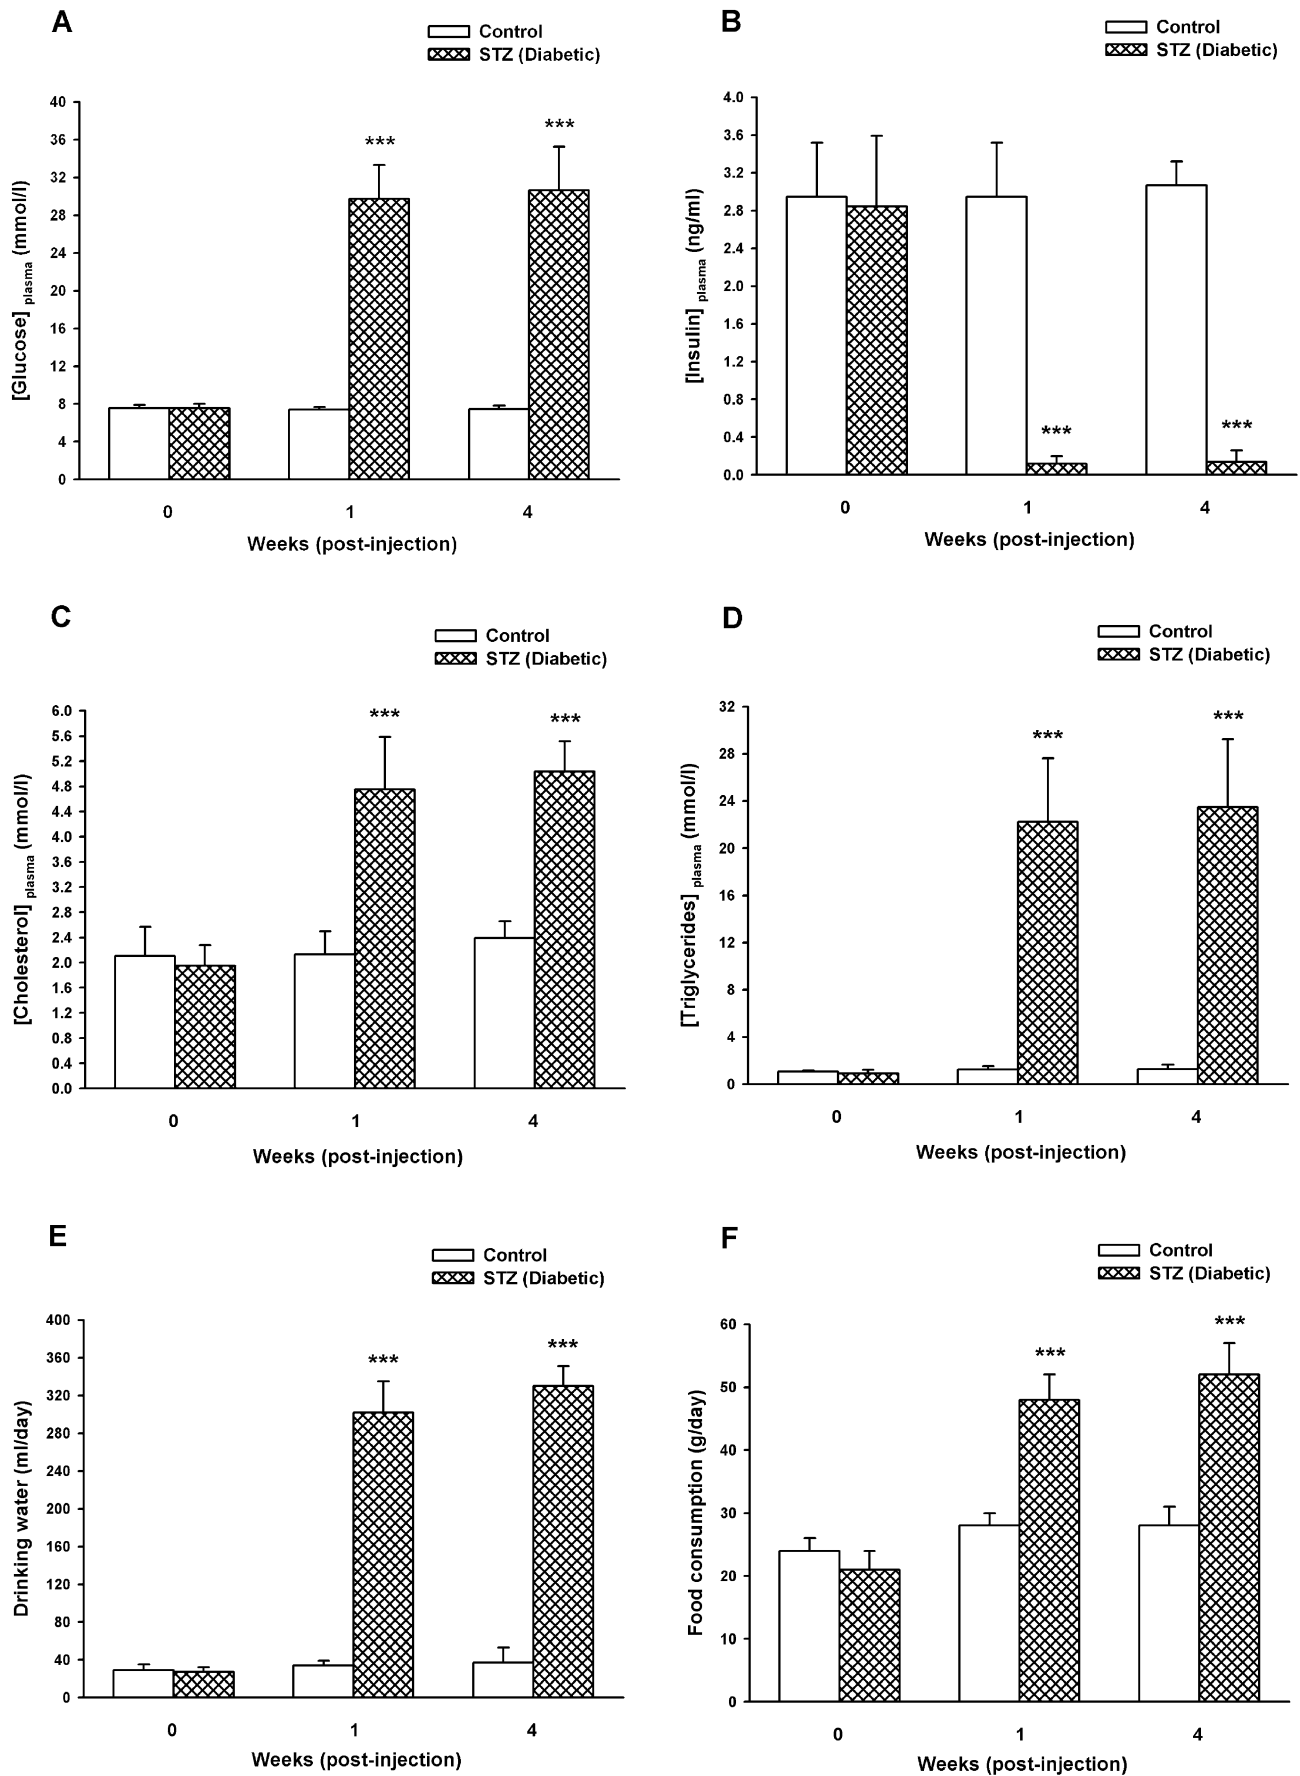 A
Control
STZ (Diabetic)
[Glucose] plasma (mmol/l)
40
36
32
28
24
20
16
12
8
4
0
***
***
0 1 4
Weeks (post-injection)
B
Control
STZ (Diabetic)
[Insulin] plasma (ng/ml)
4.0
3.6
3.2
2.8
2.4
2.0
1.6
1.2
0.8
0.4
0.0
***
***
0 1 4
Weeks (post-injection)
C
Control
STZ (Diabetic)
[Cholesterol] plasma (mmol/l)
6.0
5.6
5.2
4.8
4.4
4.0
3.6
3.2
2.8
2.4
2.0
1.6
1.2
0.8
0.4
0.0
***
***
0 1 4
Weeks (post-injection)
D
Control
STZ (Diabetic)
[Triglycerides] plasma (mmol/l)
32
28
24
20
16
12
8
4
0
***
***
0 1 4
Weeks (post-injection)
E
Control
STZ (Diabetic)
Drinking water (ml/day)
400
360
320
280
240
200
160
120
80
40
0
***
***
0 1 4
Weeks (post-injection)
F
Control
STZ (Diabetic)
Food consumption (g/day)
60
50
40
30
20
10
0
***
***
0 1 4
Weeks (post-injection)